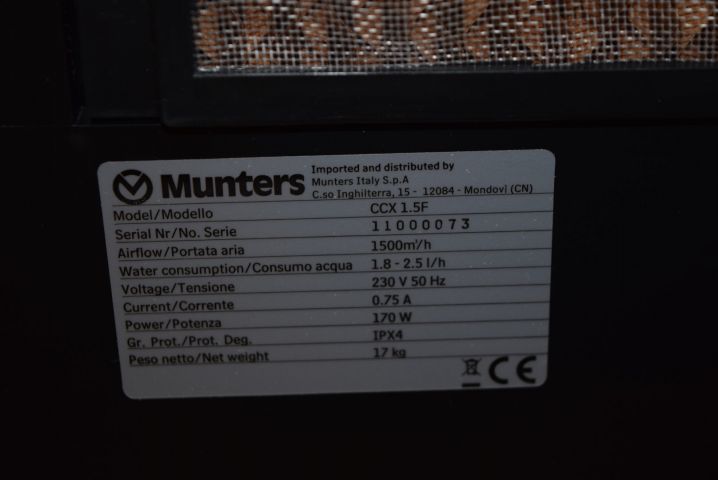 Munters
Imported and distributed by
Munters Italy S.p.A
C.so Inghilterra, 15 - 12084 - Mondovì (CN)
Model/Modello CCX 1.5F
Serial Nr/No. Serie 11000073
Airflow/Portata aria 1500m³/h
Water consumption/Consumo acqua 1.8 - 2.5 l/h
Voltage/Tensione 230 V 50 Hz
Current/Corrente 0.75 A
Power/Potenza 170 W
Gr. Prot./Prot. Deg. IPX4
Peso netto/Net weight 17 kg
CE